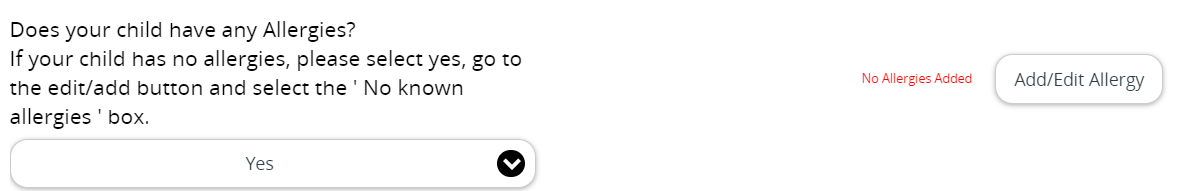 Does your child have any Allergies?
If your child has no allergies, please select yes, go to
the edit/add button and select the ' No known
allergies ' box.
Yes
No Allergies Added
Add/Edit Allergy